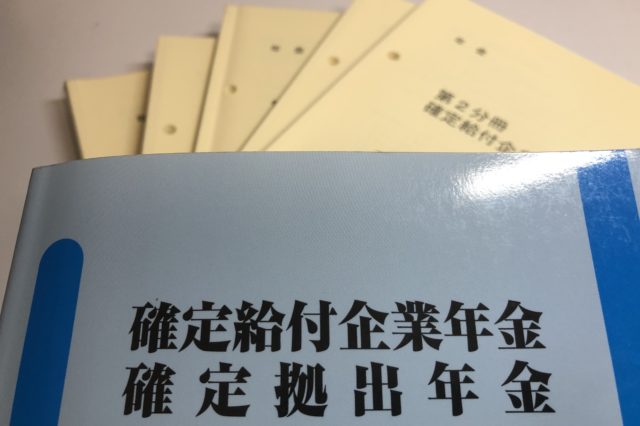 第2分冊
確定給付企
確定給付企業年金
確定拠出年金